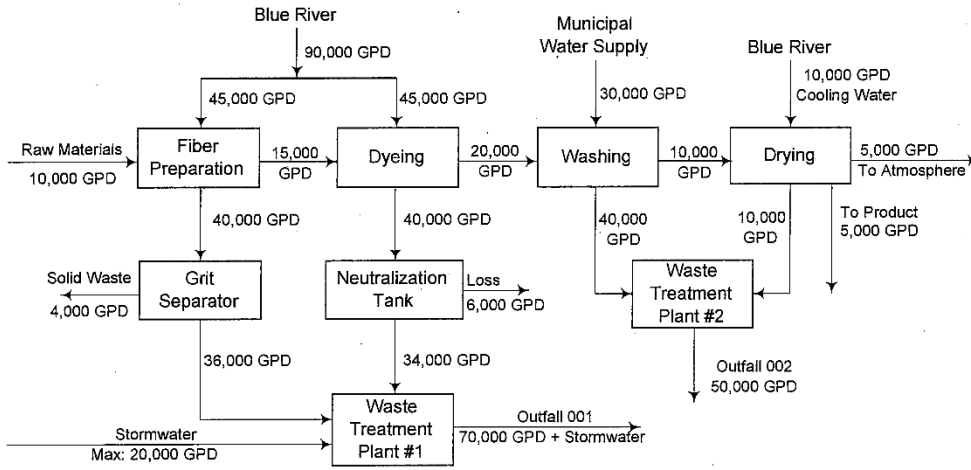 Blue River
90,000 GPD
45,000 GPD
45,000 GPD
Municipal
Water Supply
30,000 GPD
Blue River
10,000 GPD
Cooling Water
Raw Materials
10,000 GPD
Fiber
Preparation
15,000
GPD
Dyeing
20,000
GPD
Washing
10,000
GPD
Drying
5,000 GPD
To Atmosphere
40,000 GPD
40,000 GPD
40,000
GPD
10,000
GPD
To Product
5,000 GPD
Solid Waste
4,000 GPD
Grit
Separator
Neutralization
Tank
Loss
6,000 GPD
Waste
Treatment
Plant #2
36,000 GPD
34,000 GPD
Outfall 002
50,000 GPD
Stormwater
Max: 20,000 GPD
Waste
Treatment
Plant #1
Outfall 001
70,000 GPD + Stormwater